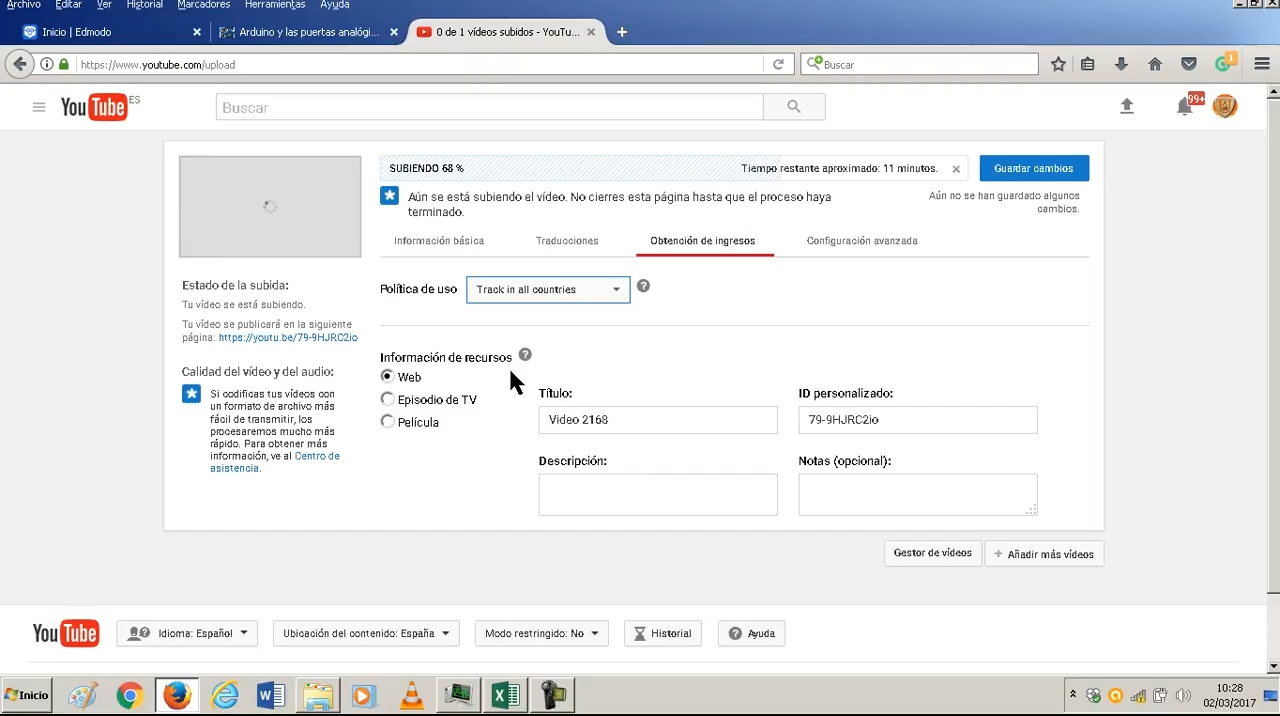 Archivo Editar Ver Historial Marcadores Herramientas Ayuda
Inicio | Edmodo
Arduino y las puertas analógi...
0 de 1 vídeos subidos - YouTu...
https://www.youtube.com/upload
Buscar
1
YouTube ES
Buscar
99+
SUBIENDO 68 %
Tiempo restante aproximado: 11 minutos.
Guardar cambios
Aún se está subiendo el vídeo. No cierres esta página hasta que el proceso haya
terminado.
Aún no se han guardado algunos
cambios.
Información básica
Traducciones
Obtención de ingresos
Configuración avanzada
Estado de la subida:
Tu vídeo se está subiendo.
Tu vídeo se publicará en la siguiente
página: https://youtu.be/79-9HJRC2io
Calidad del vídeo y del audio:
Si codificas tus vídeos con
un formato de archivo más
fácil de transmitir, los
procesaremos mucho más
rápido. Para obtener más
información, ve al Centro de
asistencia.
Política de uso
Track in all countries
Información de recursos
Web
Episodio de TV
Película
Título:
Video 2168
ID personalizado:
79-9HJRC2io
Descripción:
Notas (opcional):
Gestor de vídeos
+ Añadir más vídeos
YouTube
Idioma: Español
Ubicación del contenido: España
Modo restringido: No
Historial
Ayuda
Inicio
10:28
02/03/2017